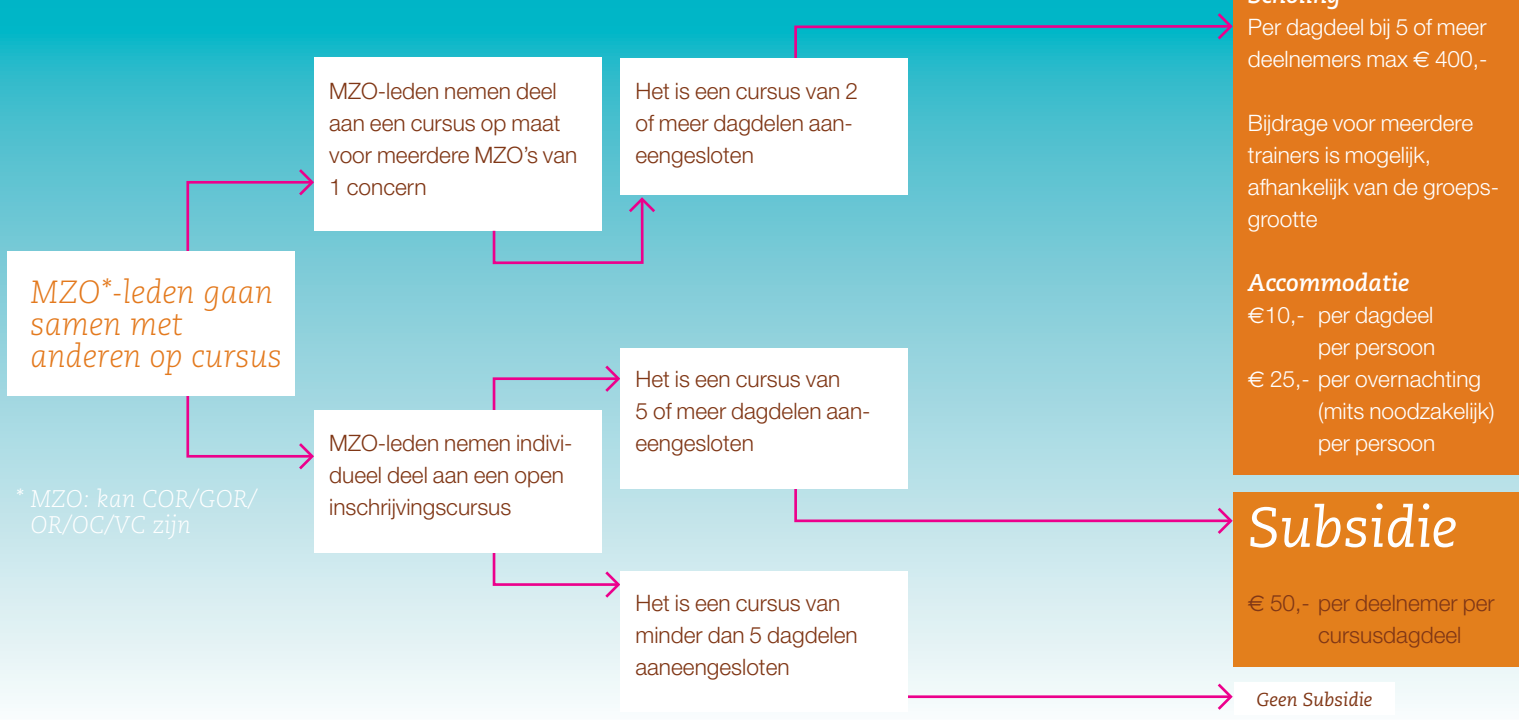 MZO*-leden gaan
samen met
anderen op cursus
* MZO: kan COR/GOR/
OR/OC/VC zijn
MZO-leden nemen deel
aan een cursus op maat
voor meerdere MZO's van
1 concern
Het is een cursus van 2
of meer dagdelen aan-
eengesloten
MZO-leden nemen indivi-
dueel deel aan een open
inschrijvingscursus
Het is een cursus van
5 of meer dagdelen aan-
eengesloten
Het is een cursus van
minder dan 5 dagdelen
aaneengesloten
Scholing
Per dagdeel bij 5 of meer
deelnemers max € 400,-
Bijdrage voor meerdere
trainers is mogelijk,
afhankelijk van de groeps-
grootte
Accommodatie
€10,- per dagdeel
per persoon
€ 25,- per overnachting
(mits noodzakelijk)
per persoon
Subsidie
€ 50,- per deelnemer per
cursusdagdeel
Geen Subsidie